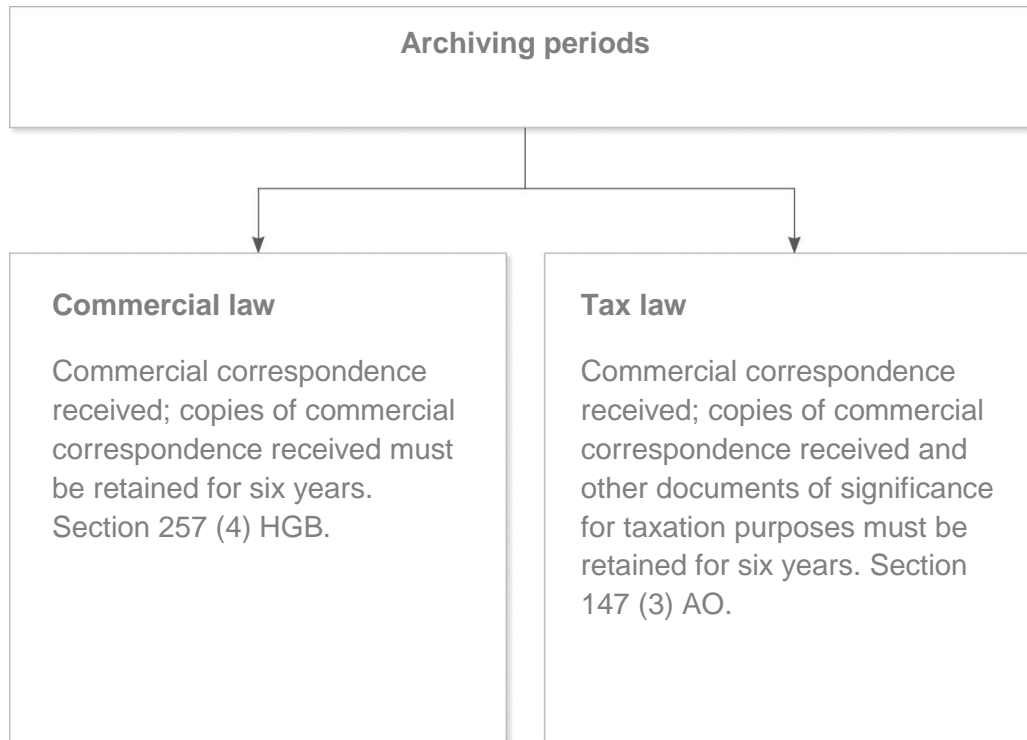 Archiving periods
Commercial law
Commercial correspondence
received; copies of commercial
correspondence received must
be retained for six years.
Section 257 (4) HGB.
Tax law
Commercial correspondence
received; copies of commercial
correspondence received and
other documents of significance
for taxation purposes must be
retained for six years. Section
147 (3) AO.